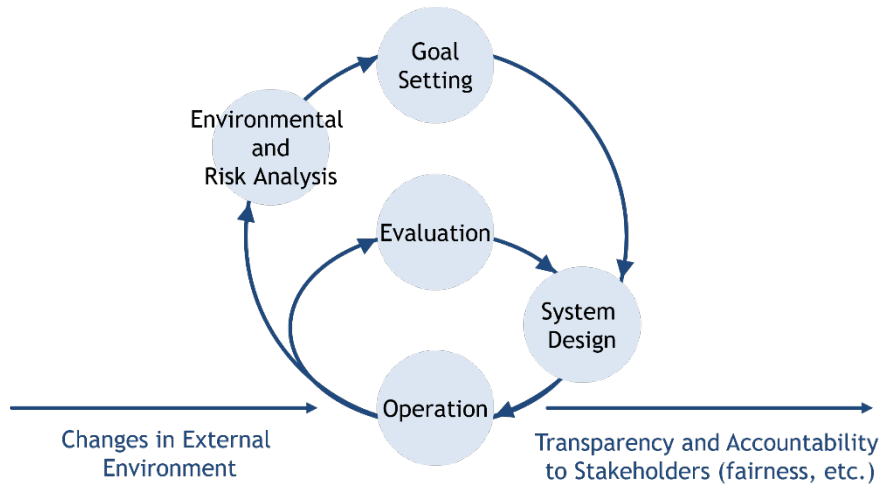 Goal
Setting
Environmental
and
Risk Analysis
Evaluation
System
Design
Operation
Changes in External
Environment
Transparency and Accountability
to Stakeholders (fairness, etc.)